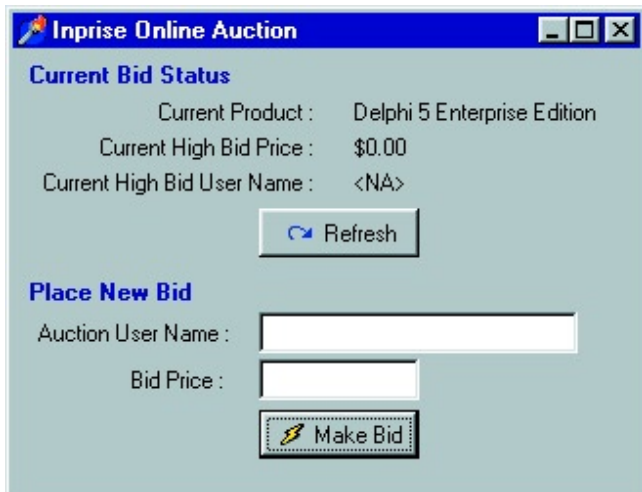 Inprise Online Auction
Current Bid Status
Current Product : Delphi 5 Enterprise Edition
Current High Bid Price : $0.00
Current High Bid User Name : <NA>
Refresh
Place New Bid
Auction User Name :
Bid Price :
Make Bid